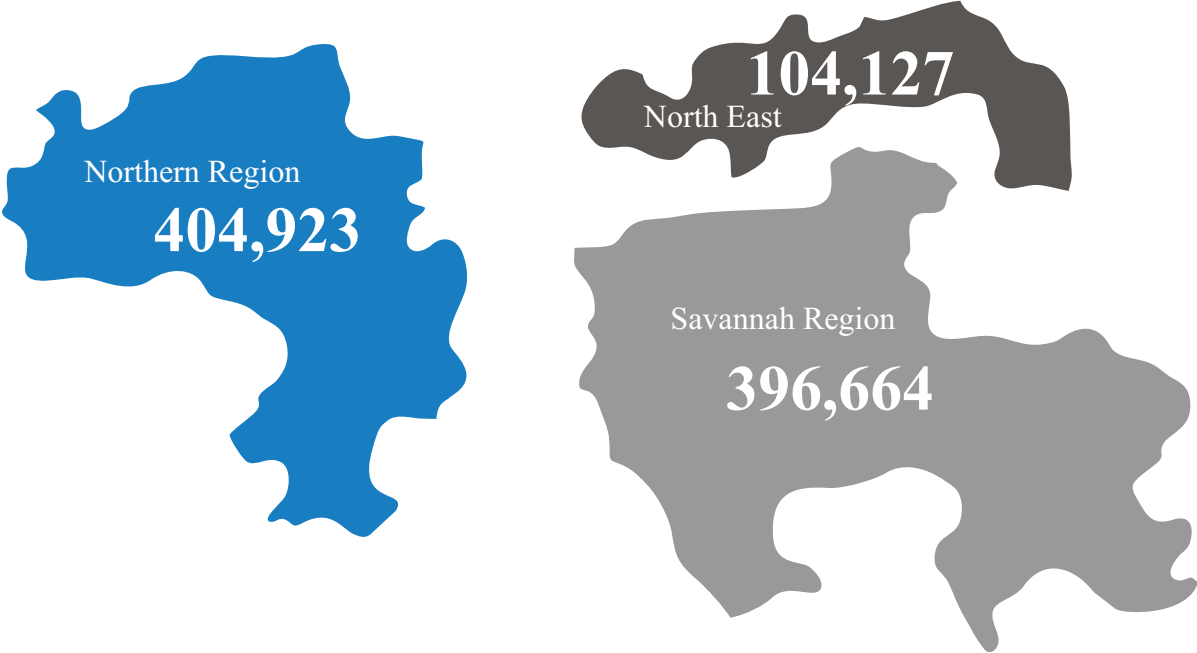 Northern Region
404,923
104,127
North East
Savannah Region
396,664